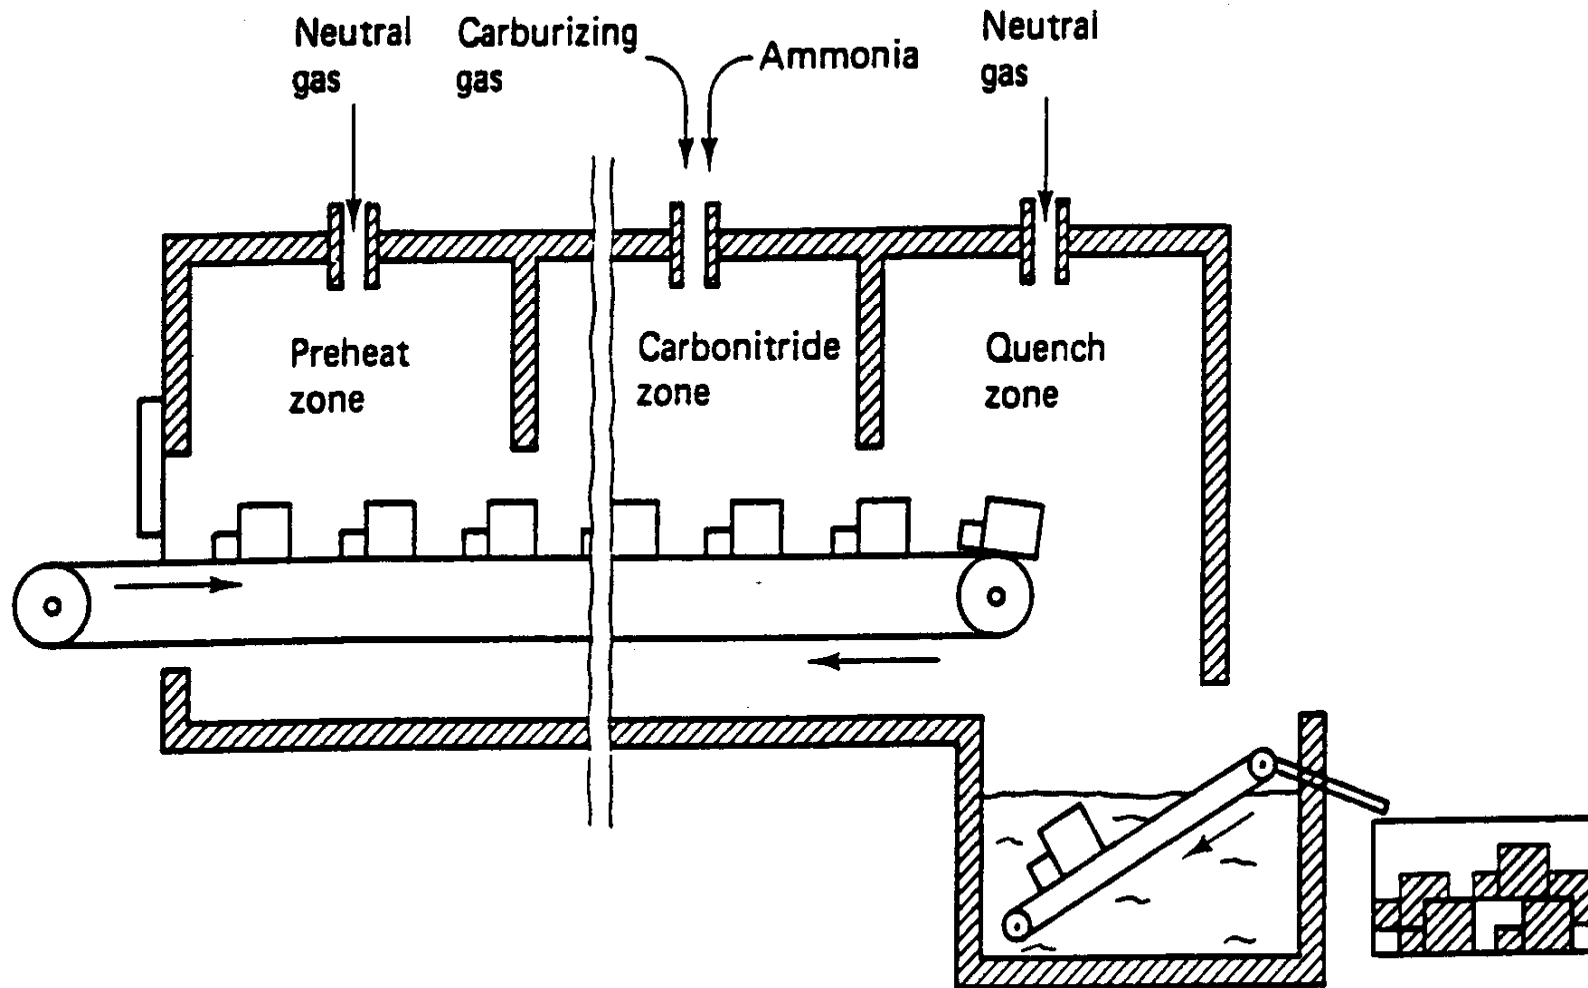 Neutral
gas
Carburizing
gas
Ammonia
Neutral
gas
Preheat
zone
Carbonitride
zone
Quench
zone